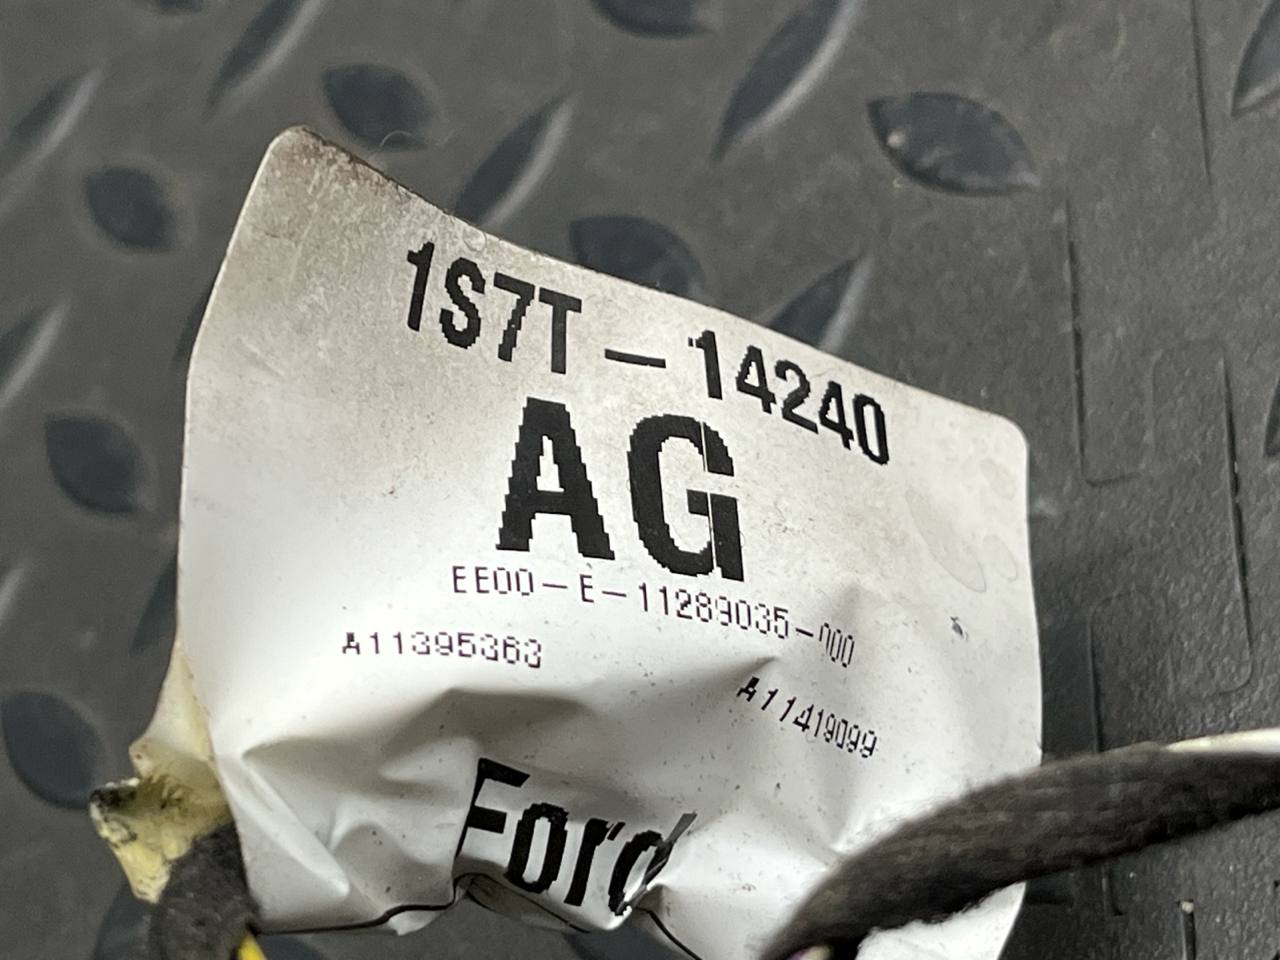 1S7T-14240
AG
EE00-E-11289035-000
A11395363
A11419099
Ford